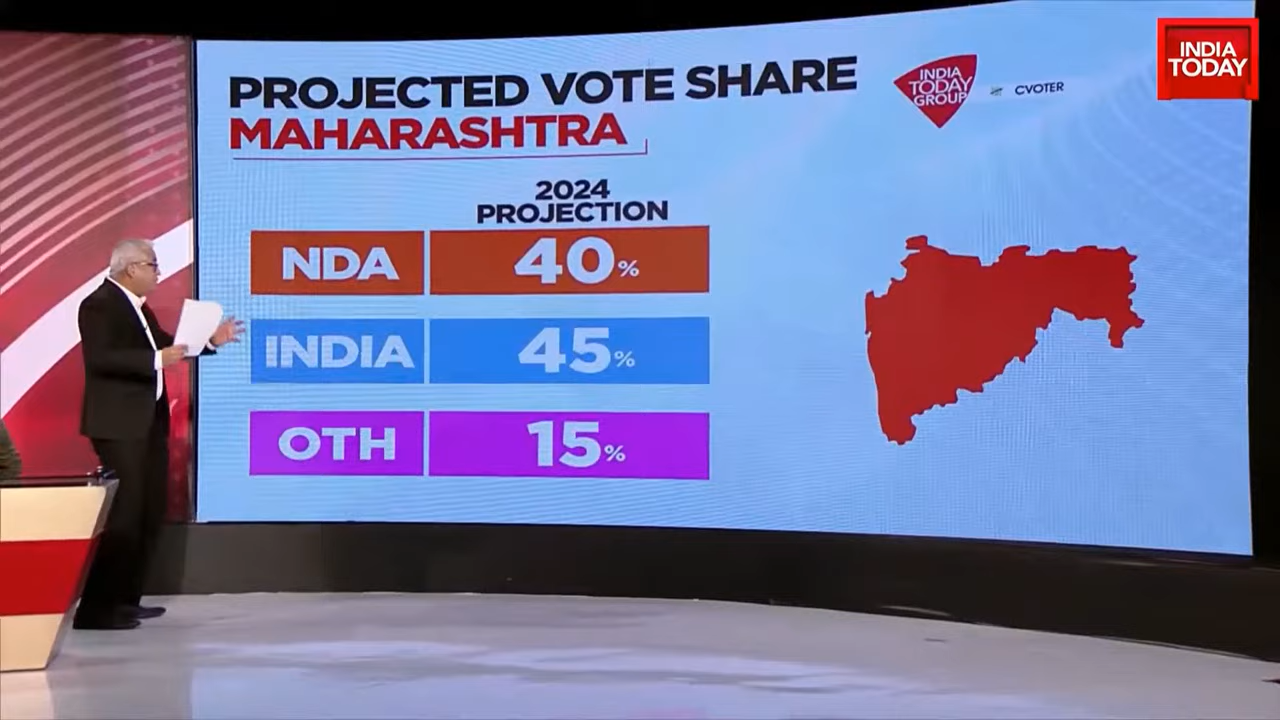 PROJECTED VOTE SHARE
MAHARASHTRA
INDIA
TODAY
GROUP
CVOTER
INDIA
TODAY
2024
PROJECTION
NDA 40%
INDIA 45%
OTH 15%